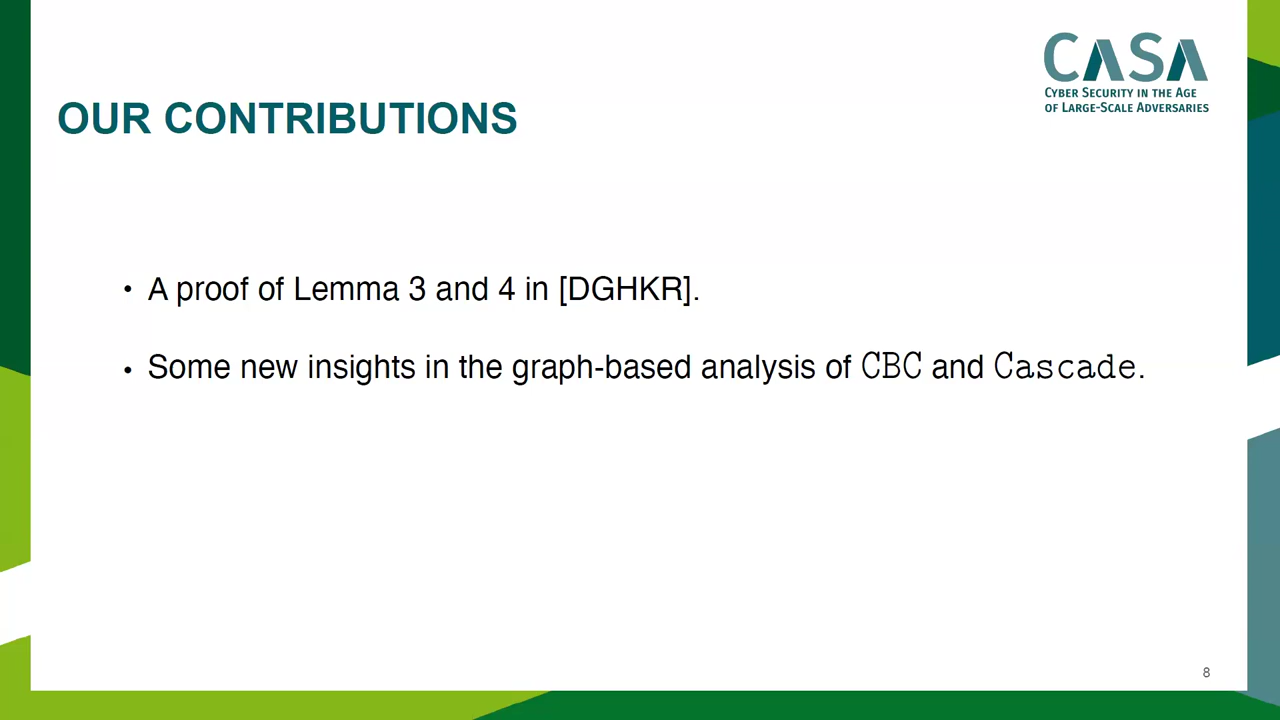 CASA
CYBER SECURITY IN THE AGE
OF LARGE-SCALE ADVERSARIES
OUR CONTRIBUTIONS
• A proof of Lemma 3 and 4 in [DGHKR].
• Some new insights in the graph-based analysis of CBC and Cascade.
8